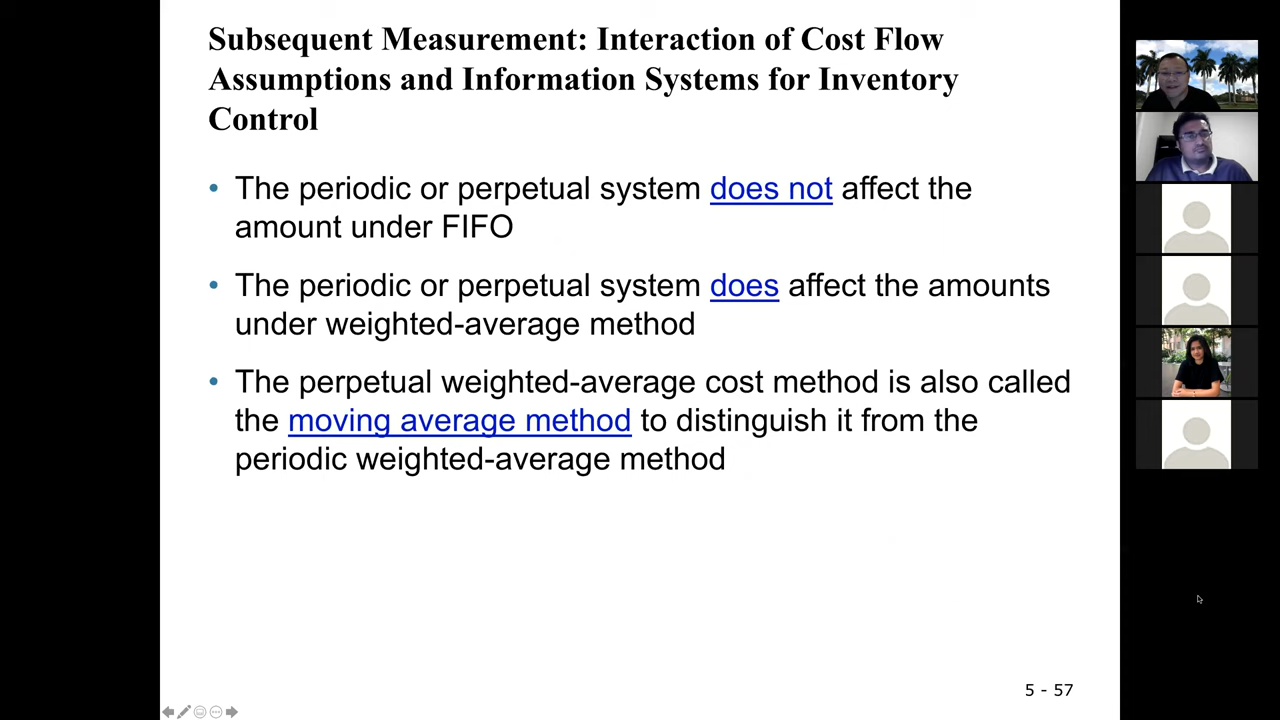 Subsequent Measurement: Interaction of Cost Flow
Assumptions and Information Systems for Inventory
Control
• The periodic or perpetual system does not affect the
amount under FIFO
• The periodic or perpetual system does affect the amounts
under weighted-average method
• The perpetual weighted-average cost method is also called
the moving average method to distinguish it from the
periodic weighted-average method
5 - 57